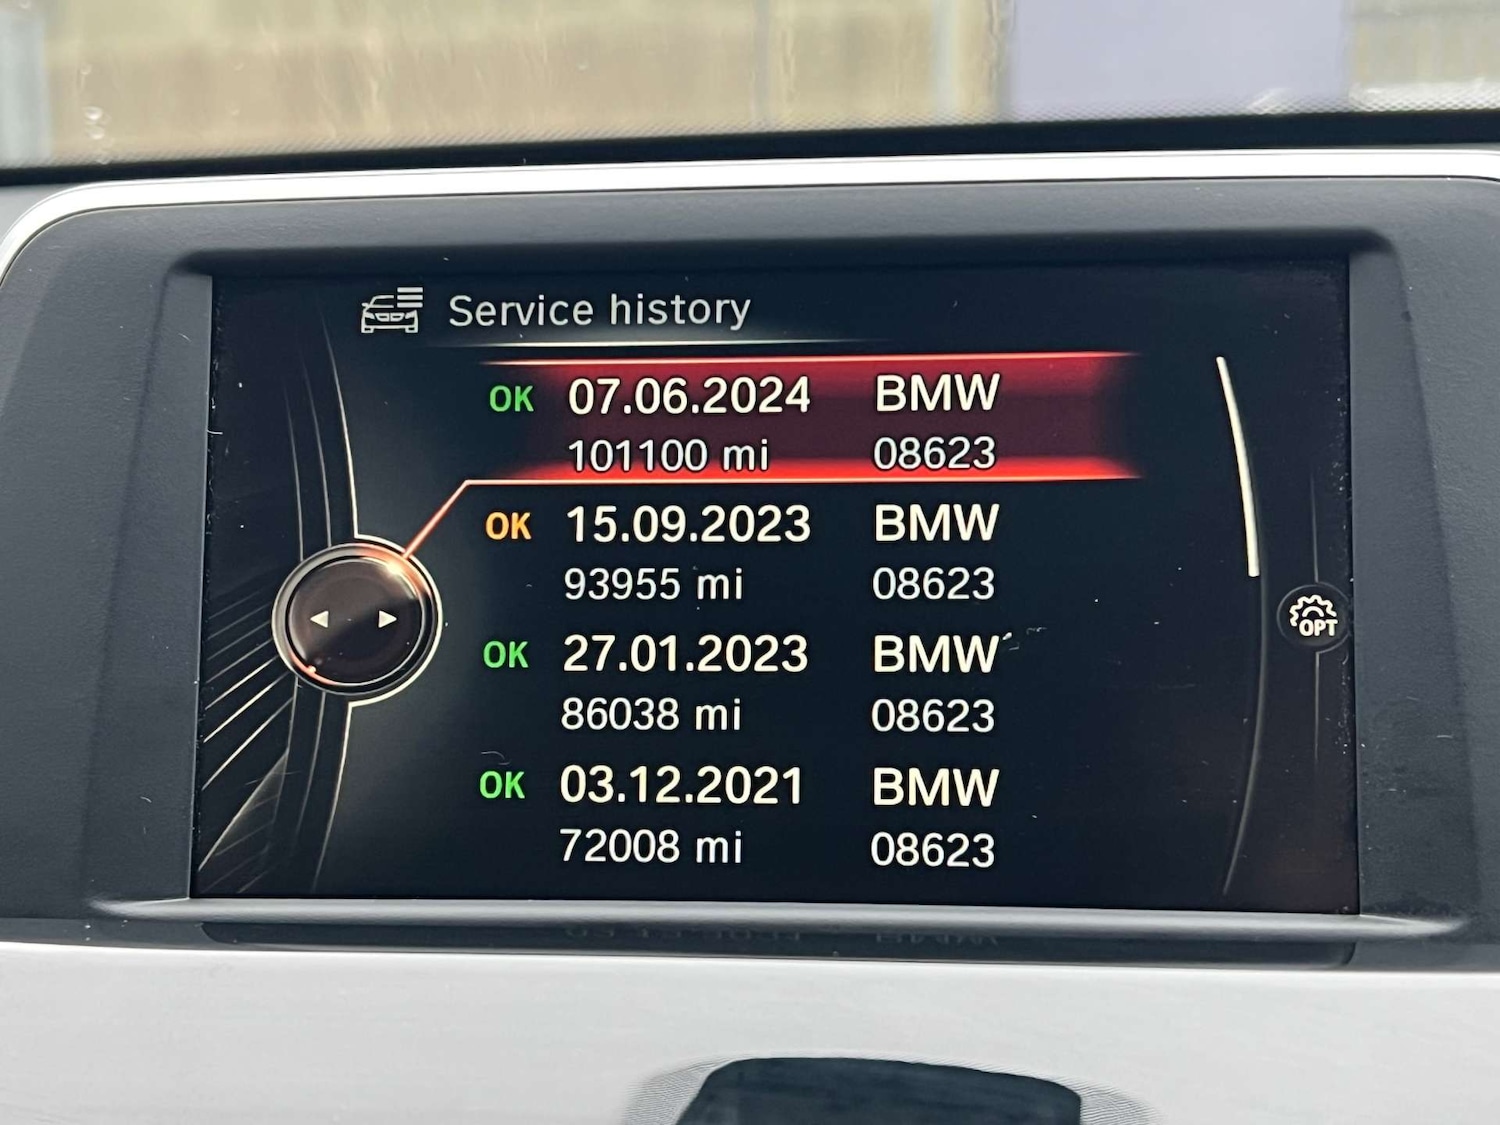 Service history
OK 07.06.2024 BMW
101100 mi 08623
OK 15.09.2023 BMW
93955 mi 08623
OK 27.01.2023 BMW
86038 mi 08623
OK 03.12.2021 BMW
72008 mi 08623
OPT